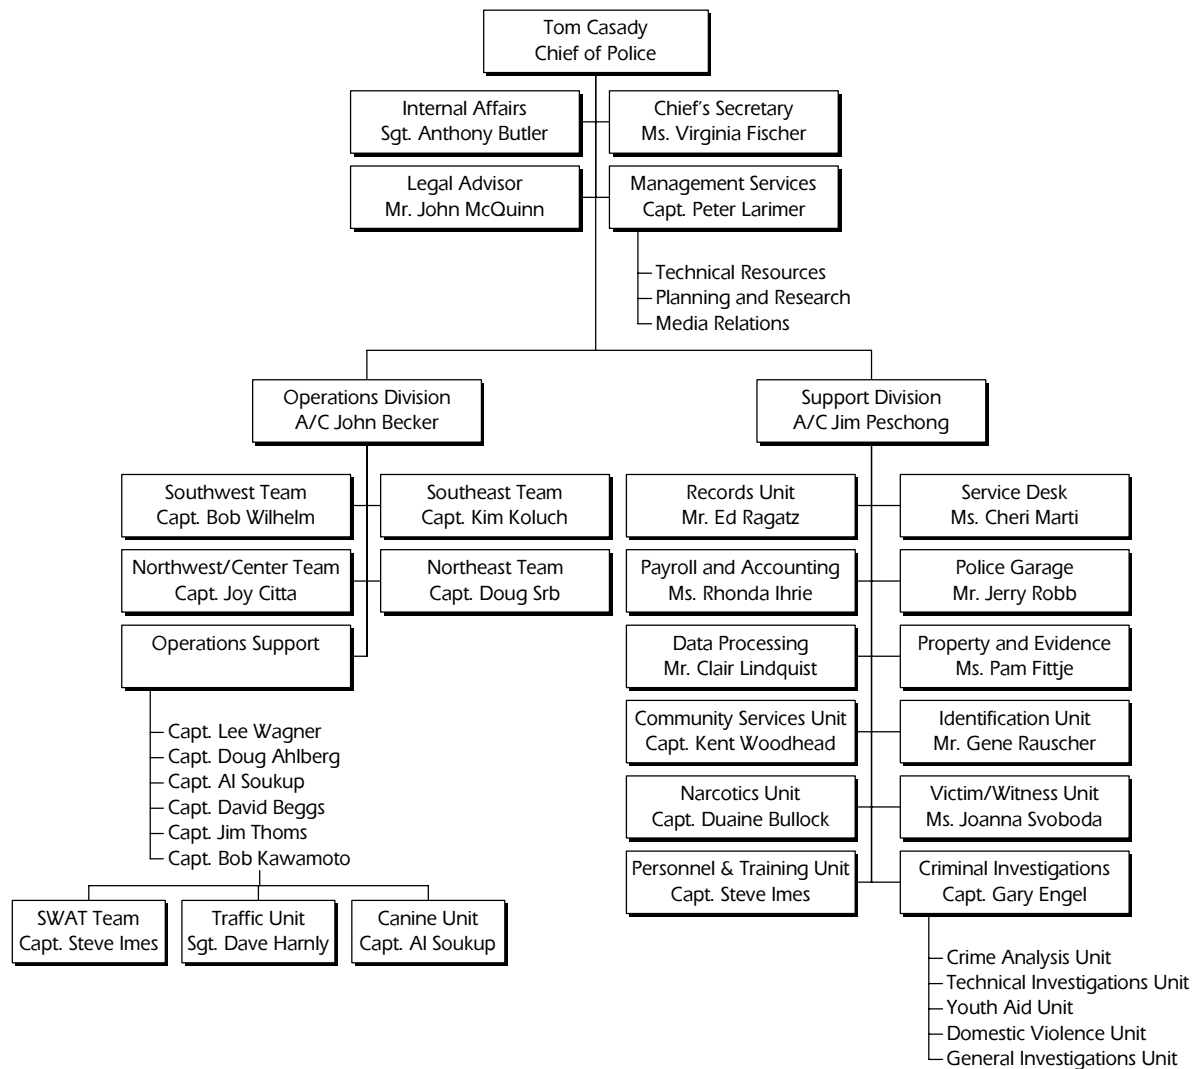 Tom Casady
Chief of Police
Internal Affairs
Sgt. Anthony Butler
Chief's Secretary
Ms. Virginia Fischer
Legal Advisor
Mr. John McQuinn
Management Services
Capt. Peter Larimer
Technical Resources
Planning and Research
Media Relations
Operations Division
A/C John Becker
Support Division
A/C Jim Peschong
Southwest Team
Capt. Bob Wilhelm
Southeast Team
Capt. Kim Koluch
Northwest/Center Team
Capt. Joy Citta
Northeast Team
Capt. Doug Srb
Operations Support
Capt. Lee Wagner
Capt. Doug Ahlberg
Capt. Al Soukup
Capt. David Beggs
Capt. Jim Thoms
Capt. Bob Kawamoto
SWAT Team
Capt. Steve Imes
Traffic Unit
Sgt. Dave Harnly
Canine Unit
Capt. Al Soukup
Records Unit
Mr. Ed Ragatz
Service Desk
Ms. Cheri Marti
Payroll and Accounting
Ms. Rhonda Ihrie
Police Garage
Mr. Jerry Robb
Data Processing
Mr. Clair Lindquist
Property and Evidence
Ms. Pam Fittje
Community Services Unit
Capt. Kent Woodhead
Identification Unit
Mr. Gene Rauscher
Narcotics Unit
Capt. Duaine Bullock
Victim/Witness Unit
Ms. Joanna Svoboda
Personnel & Training Unit
Capt. Steve Imes
Criminal Investigations
Capt. Gary Engel
Crime Analysis Unit
Technical Investigations Unit
Youth Aid Unit
Domestic Violence Unit
General Investigations Unit